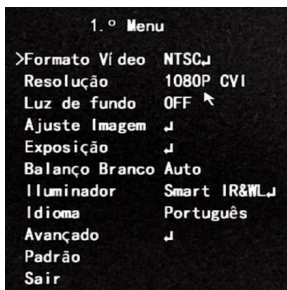 1.º Menu
>Formato Vídeo NTSC↲
Resolução 1080P CVI
Luz de fundo OFF
Ajuste Imagem ↲
Exposição ↲
Balanço Branco Auto
Iluminador Smart IR&WL↲
Idioma Português
Avançado ↲
Padrão
Sair